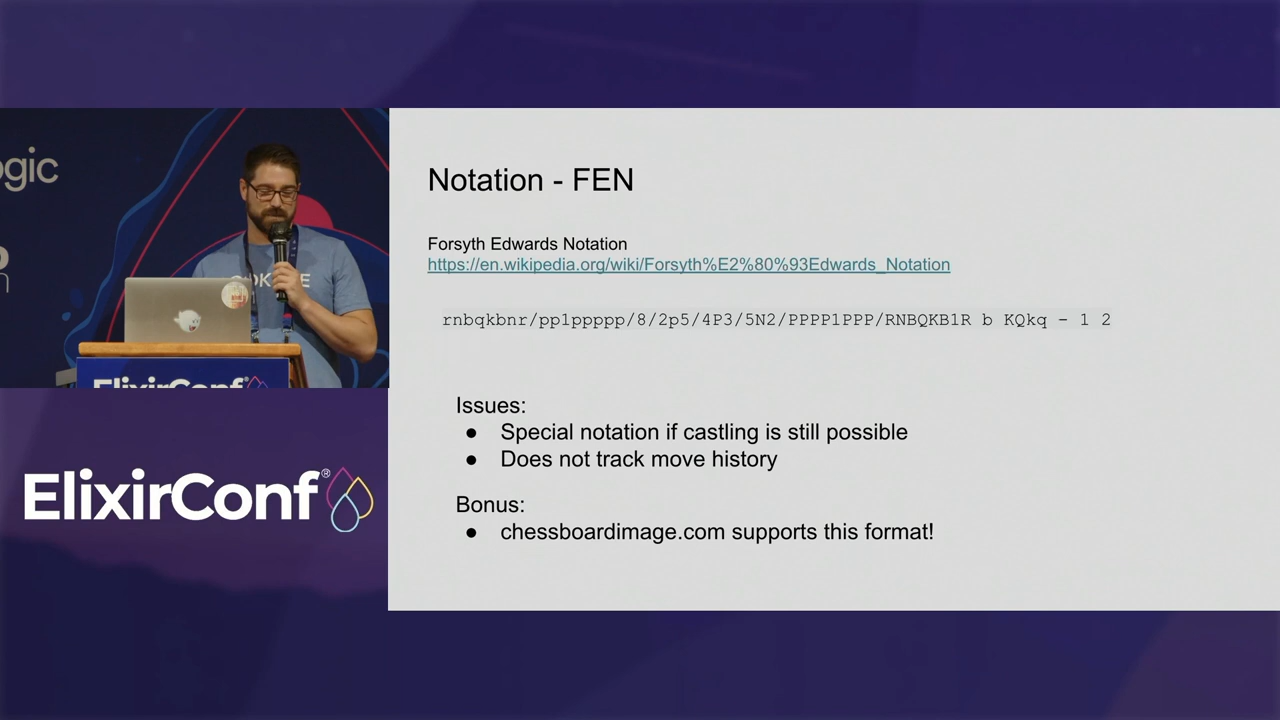 ogic
ElixirConf
ElixirConf®
Notation - FEN
Forsyth Edwards Notation
https://en.wikipedia.org/wiki/Forsyth%E2%80%93Edwards_Notation
rnbqkbnr/pp1ppppp/8/2p5/4P3/5N2/PPPP1PPP/RNBQKB1R b KQkq - 1 2
Issues:
● Special notation if castling is still possible
● Does not track move history
Bonus:
● chessboardimage.com supports this format!